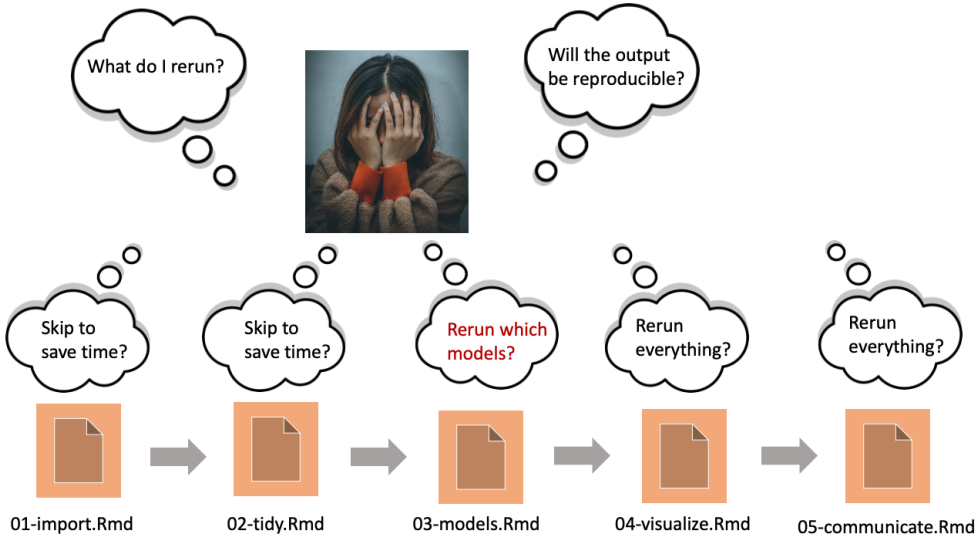 What do I rerun?
Will the output
be reproducible?
Skip to
save time?
Skip to
save time?
Rerun which
models?
Rerun
everything?
Rerun
everything?
01-import.Rmd
02-tidy.Rmd
03-models.Rmd
04-visualize.Rmd
05-communicate.Rmd